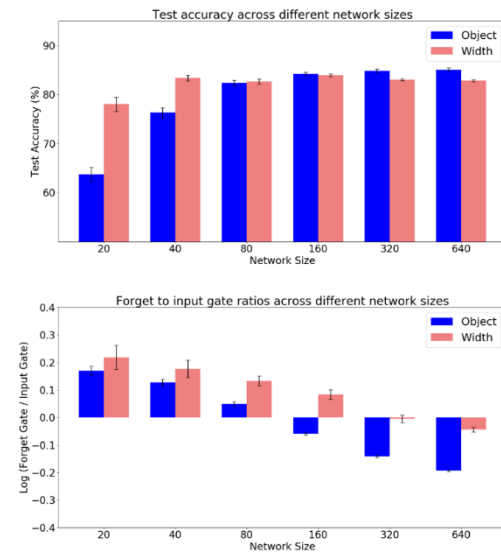 Test accuracy across different network sizes
Object
Width
90
80
70
60
Test Accuracy (%)
20 40 80 160 320 640
Network Size
Forget to input gate ratios across different network sizes
Object
Width
0.4
0.3
0.2
0.1
0.0
−0.1
−0.2
−0.3
−0.4
Log (Forget Gate / Input Gate)
20 40 80 160 320 640
Network Size